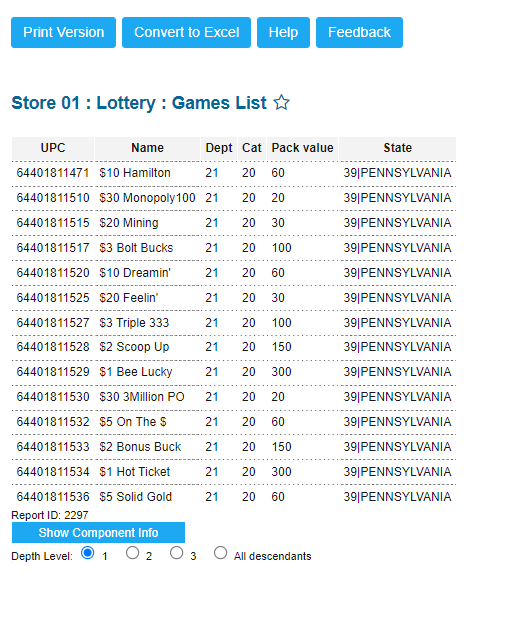 Print Version Convert to Excel Help Feedback
Store 01 : Lottery : Games List
UPC Name Dept Cat Pack value State
64401811471 $10 Hamilton 21 20 60 39|PENNSYLVANIA
64401811510 $30 Monopoly100 21 20 20 39|PENNSYLVANIA
64401811515 $20 Mining 21 20 30 39|PENNSYLVANIA
64401811517 $3 Bolt Bucks 21 20 100 39|PENNSYLVANIA
64401811520 $10 Dreamin' 21 20 60 39|PENNSYLVANIA
64401811525 $20 Feelin' 21 20 30 39|PENNSYLVANIA
64401811527 $3 Triple 333 21 20 100 39|PENNSYLVANIA
64401811528 $2 Scoop Up 21 20 150 39|PENNSYLVANIA
64401811529 $1 Bee Lucky 21 20 300 39|PENNSYLVANIA
64401811530 $30 3Million PO 21 20 20 39|PENNSYLVANIA
64401811532 $5 On The $ 21 20 60 39|PENNSYLVANIA
64401811533 $2 Bonus Buck 21 20 150 39|PENNSYLVANIA
64401811534 $1 Hot Ticket 21 20 300 39|PENNSYLVANIA
64401811536 $5 Solid Gold 21 20 60 39|PENNSYLVANIA
Report ID: 2297
Show Component Info
Depth Level: 1 2 3 All descendants